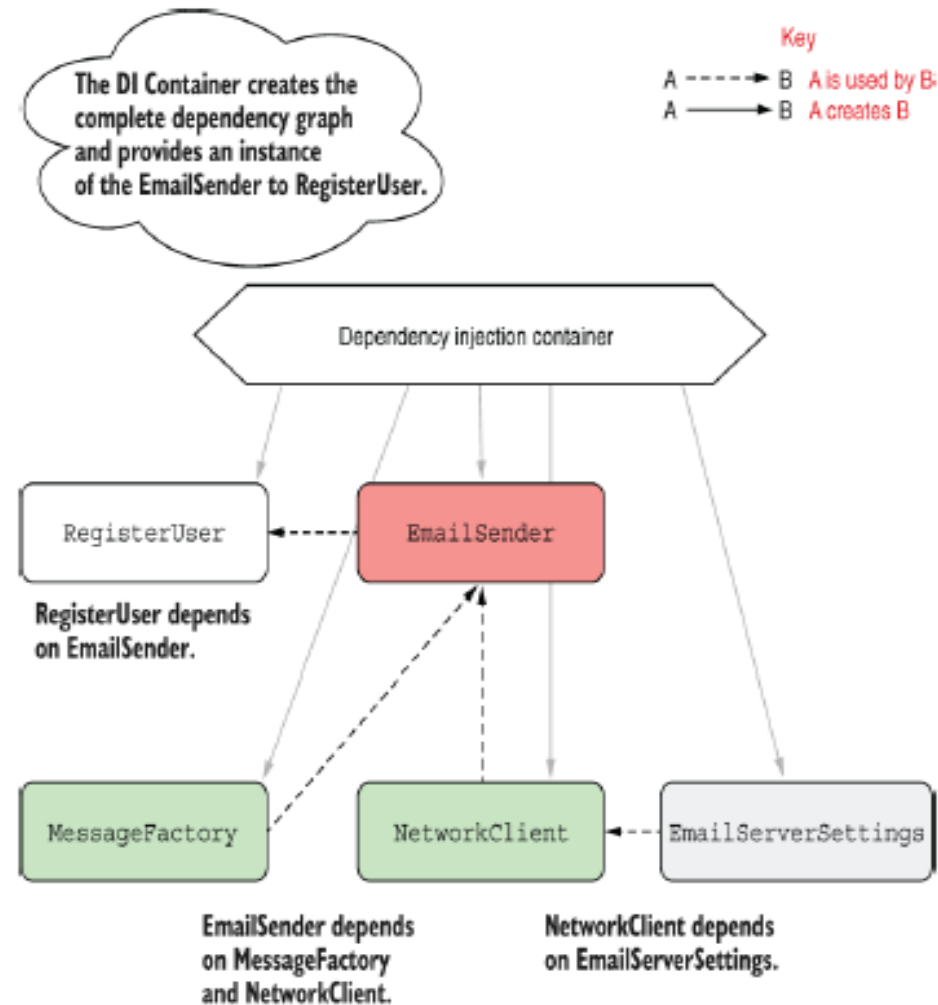 The DI Container creates the
complete dependency graph
and provides an instance
of the EmailSender to RegisterUser.
Key
A B A is used by B
A B A creates B
Dependency injection container
RegisterUser
EmailSender
RegisterUser depends
on EmailSender.
MessageFactory
NetworkClient
EmailServerSettings
EmailSender depends
on MessageFactory
and NetworkClient.
NetworkClient depends
on EmailServerSettings.